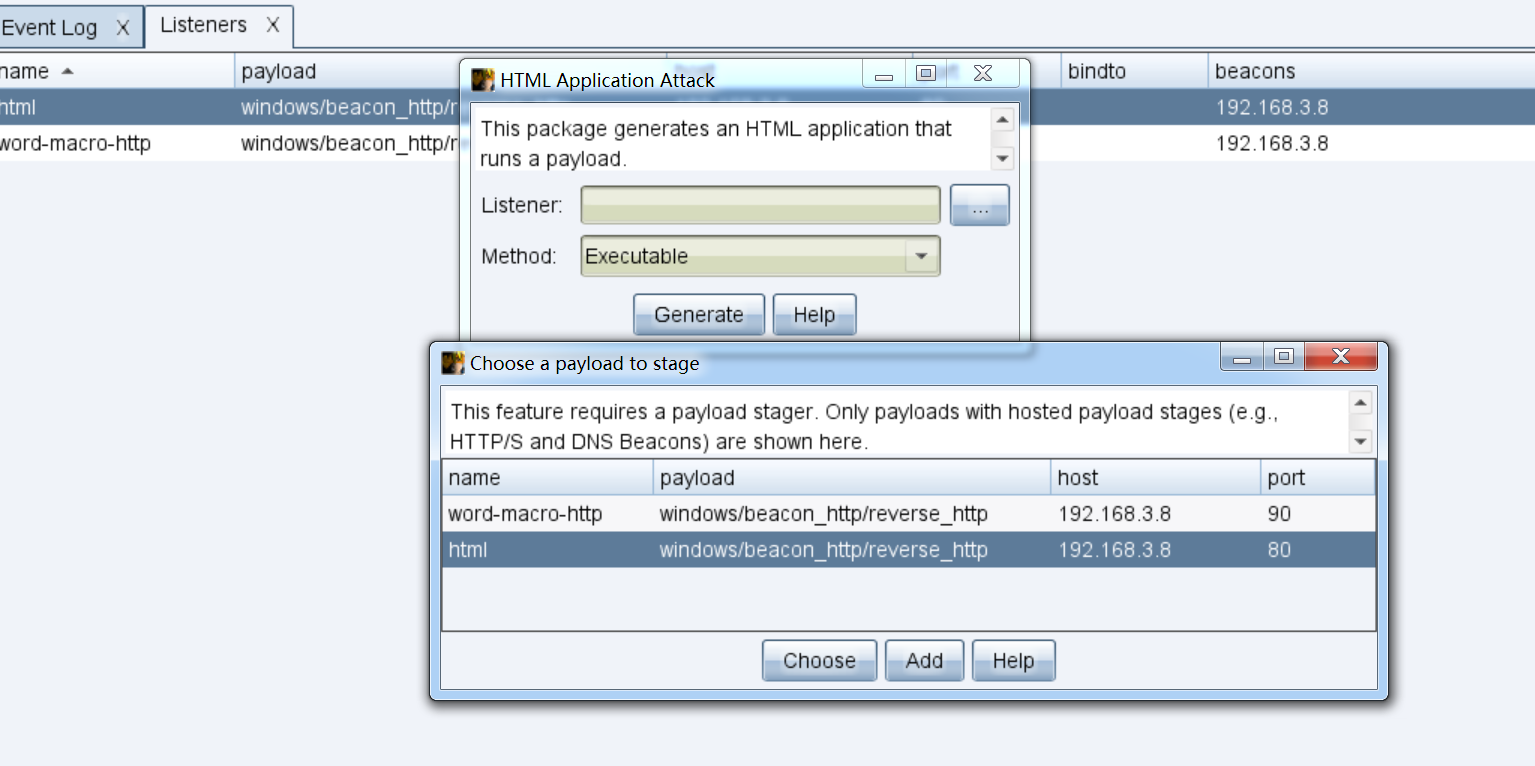 Event Log X Listeners X
name payload bindto beacons
html windows/beacon_http/r 192.168.3.8
word-macro-http windows/beacon_http/r 192.168.3.8
HTML Application Attack
This package generates an HTML application that
runs a payload.
Listener: ...
Method: Executable
Generate Help
Choose a payload to stage
This feature requires a payload stager. Only payloads with hosted payload stages (e.g.,
HTTP/S and DNS Beacons) are shown here.
name payload host port
word-macro-http windows/beacon_http/reverse_http 192.168.3.8 90
html windows/beacon_http/reverse_http 192.168.3.8 80
Choose Add Help